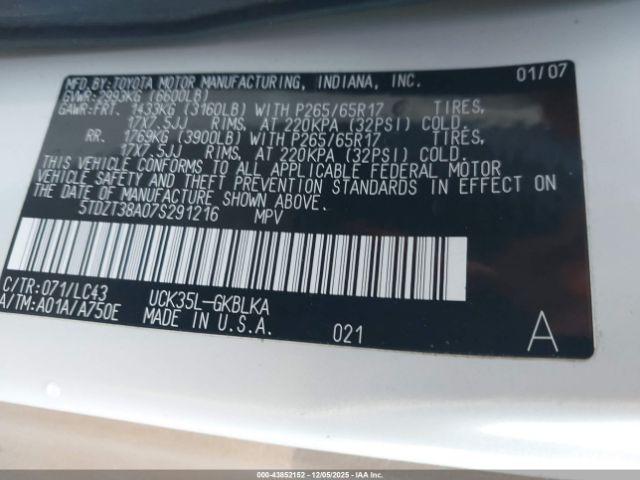 MFD.BY:TOYOTA MOTOR MANUFACTURING, INDIANA, INC. 01/07
GVWR:2993KG (6600LB)
GAWR:FRT. 1433KG (3160LB) WITH P265/65R17 TIRES,
17X7.5JJ RIMS, AT 220KPA (32PSI) COLD.
RR. 1769KG (3900LB) WITH P265/65R17 TIRES,
17X7.5JJ RIMS, AT 220KPA (32PSI) COLD.
THIS VEHICLE CONFORMS TO ALL APPLICABLE FEDERAL MOTOR
VEHICLE SAFETY AND THEFT PREVENTION STANDARDS IN EFFECT ON
THE DATE OF MANUFACTURE SHOWN ABOVE.
5TDZT38A07S291216 MPV
C/TR:071/LC43 UCK35L-GKBLKA
A/TM:A01A/A750E MADE IN U.S.A. 021 A
000-43852152 - 12/05/2025 - IAA Inc.